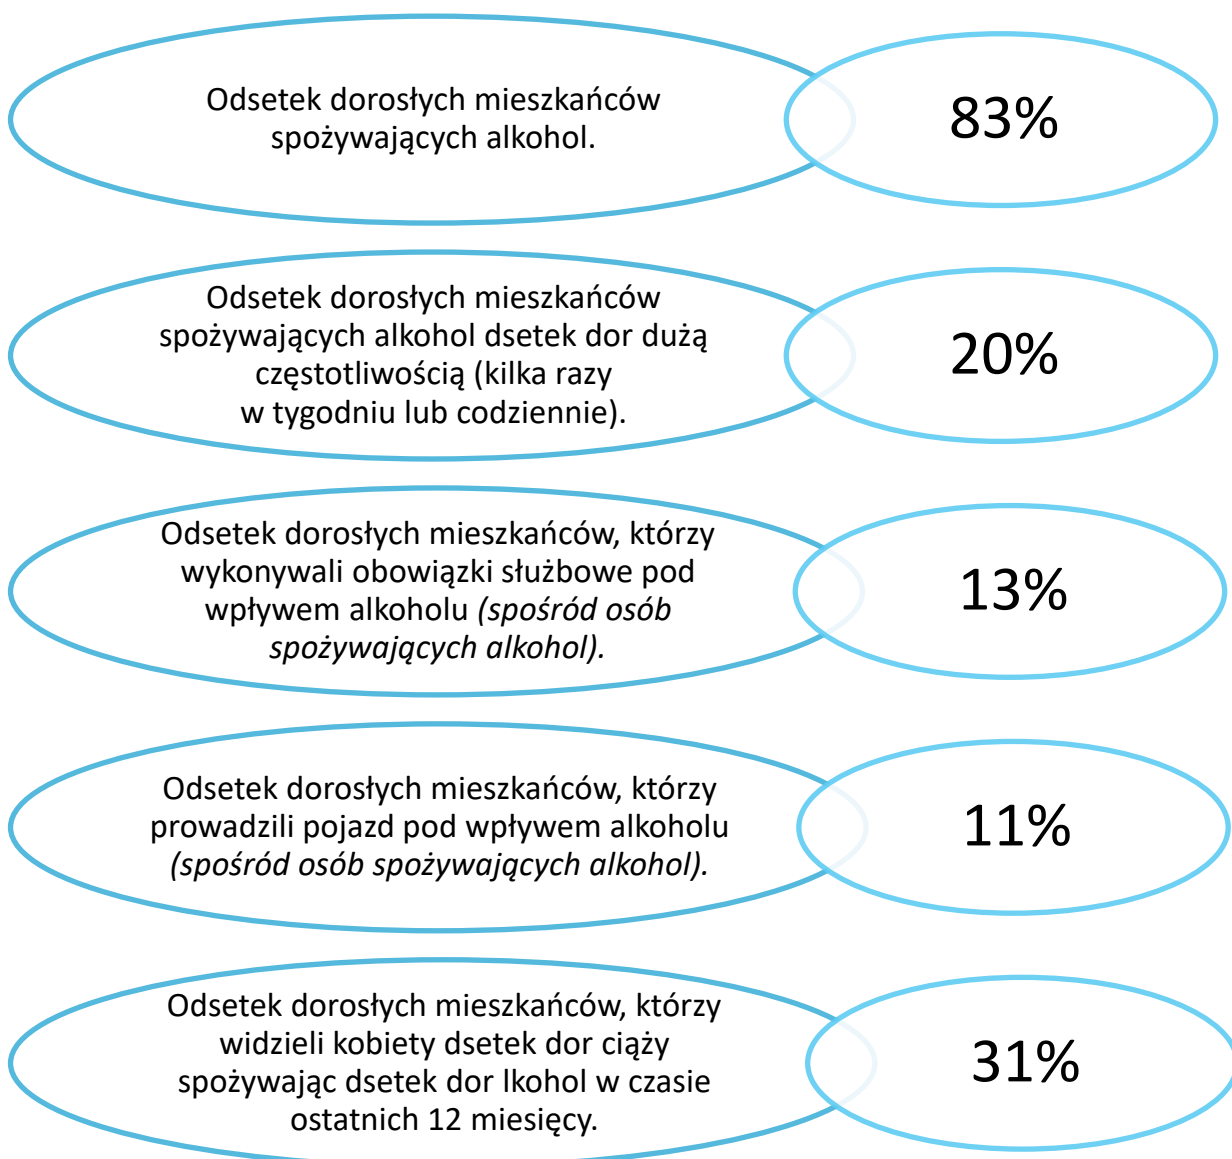 Odsetek dorosłych mieszkańców
spożywających alkohol.
83%
Odsetek dorosłych mieszkańców
spożywających alkohol dsetek dor dużą
częstotliwością (kilka razy
w tygodniu lub codziennie).
20%
Odsetek dorosłych mieszkańców, którzy
wykonywali obowiązki służbowe pod
wpływem alkoholu (spośród osób
spożywających alkohol).
13%
Odsetek dorosłych mieszkańców, którzy
prowadzili pojazd pod wpływem alkoholu
(spośród osób spożywających alkohol).
11%
Odsetek dorosłych mieszkańców, którzy
widzieli kobiety dsetek dor ciąży
spożywając dsetek dor lkohol w czasie
ostatnich 12 miesięcy.
31%